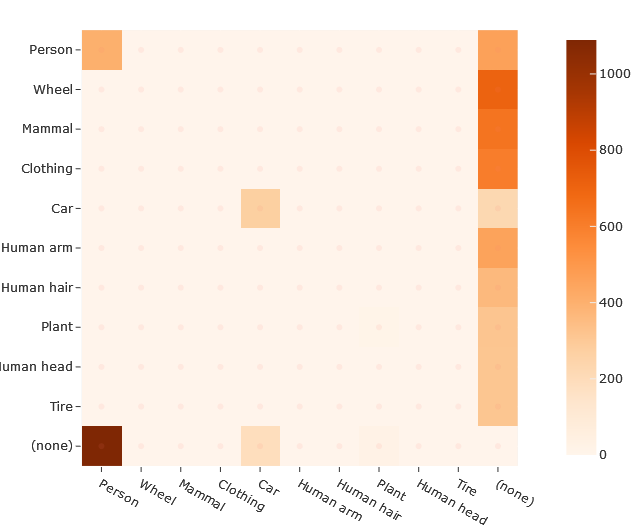 Person
Wheel
Mammal
Clothing
Car
Human arm
Human hair
Plant
uman head
Tire
(none)
Person
Wheel
Mammal
Clothing
Car
Human arm
Human hair
Plant
Human head
Tire
(none)
1000
800
600
400
200
0